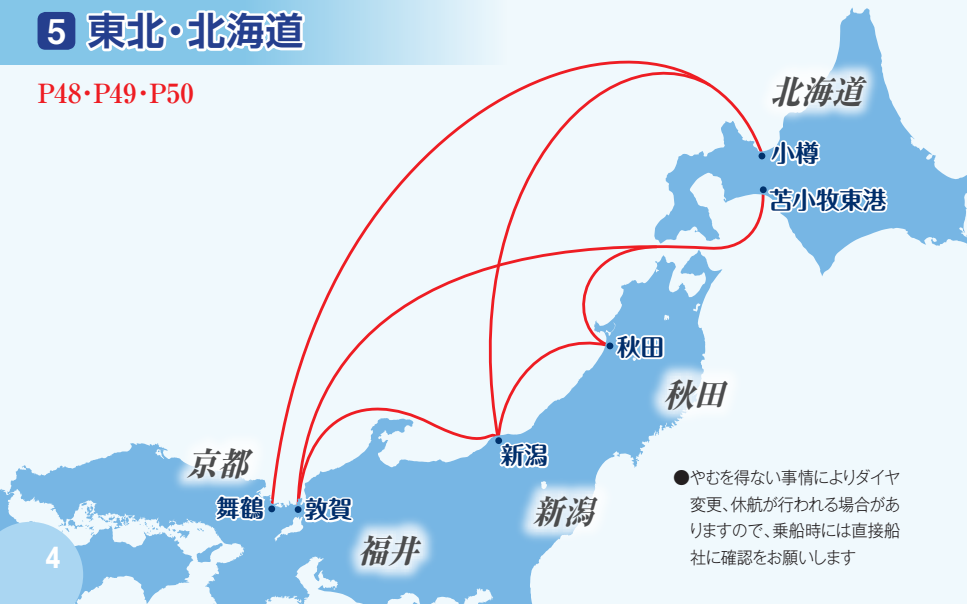 5 東北・北海道
P48・P49・P50
北海道
小樽
苫小牧東港
秋田
秋田
新潟
京都
舞鶴
敦賀
新潟
福井
●やむを得ない事情によりダイヤ
変更、休航が行われる場合があ
りますので、乗船時には直接船
社に確認をお願いします
4